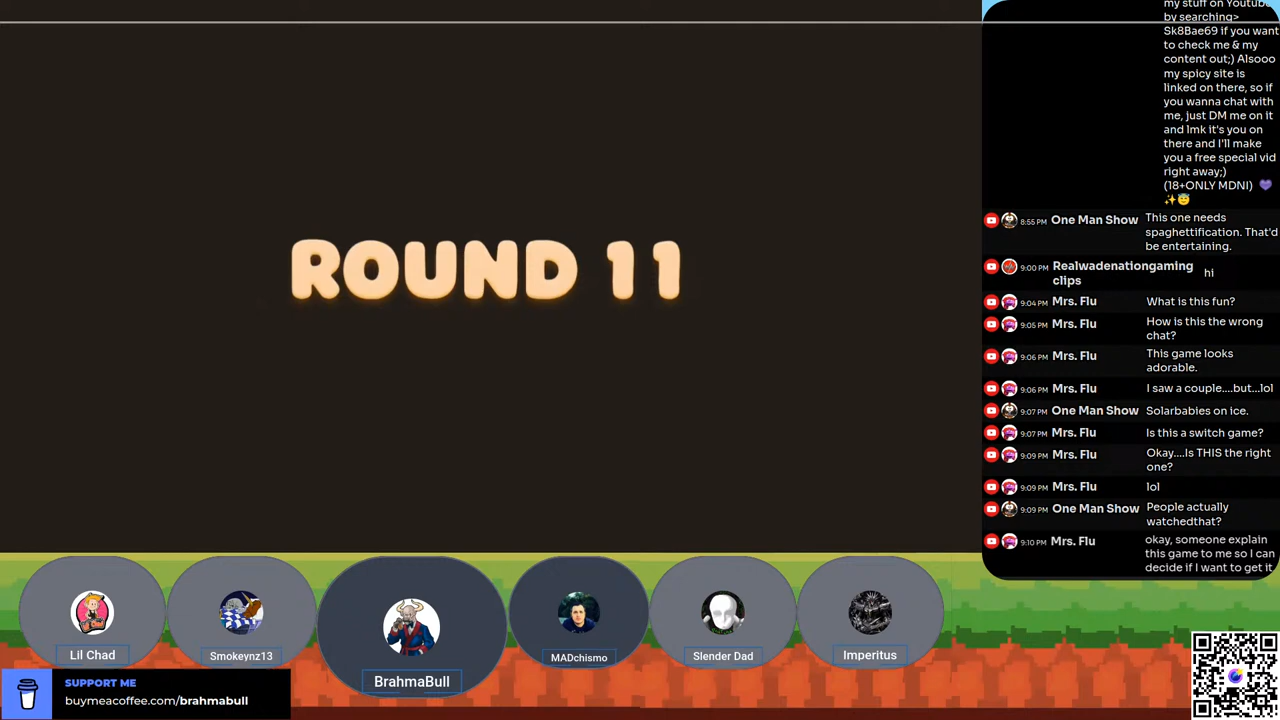 ROUND 11
my stuff on Youtube
by searching>
Sk8Bae69 if you want
to check me & my
content out;) Alsooo
my spicy site is
linked on there, so if
you wanna chat with
me, just DM me on it
and lmk it's you on
there and I'll make
you a free special vid
right away;)
(18+ONLY MDNI) 💜
✨😇
8:55 PM One Man Show This one needs
spaghettification. That'd
be entertaining.
9:00 PM Realwadenationgaming
clips hi
9:04 PM Mrs. Flu What is this fun?
9:05 PM Mrs. Flu How is this the wrong
chat?
9:06 PM Mrs. Flu This game looks
adorable.
9:06 PM Mrs. Flu I saw a couple....but...lol
9:07 PM One Man Show Solarbabies on ice.
9:07 PM Mrs. Flu Is this a switch game?
9:09 PM Mrs. Flu Okay....Is THIS the right
one?
9:09 PM Mrs. Flu lol
9:09 PM One Man Show People actually
watchedthat?
9:10 PM Mrs. Flu okay, someone explain
this game to me so I can
decide if I want to get it
Lil Chad
Smokeynz13
BrahmaBull
MADchismo
Slender Dad
Imperitus
SUPPORT ME
buymeacoffee.com/brahmabull